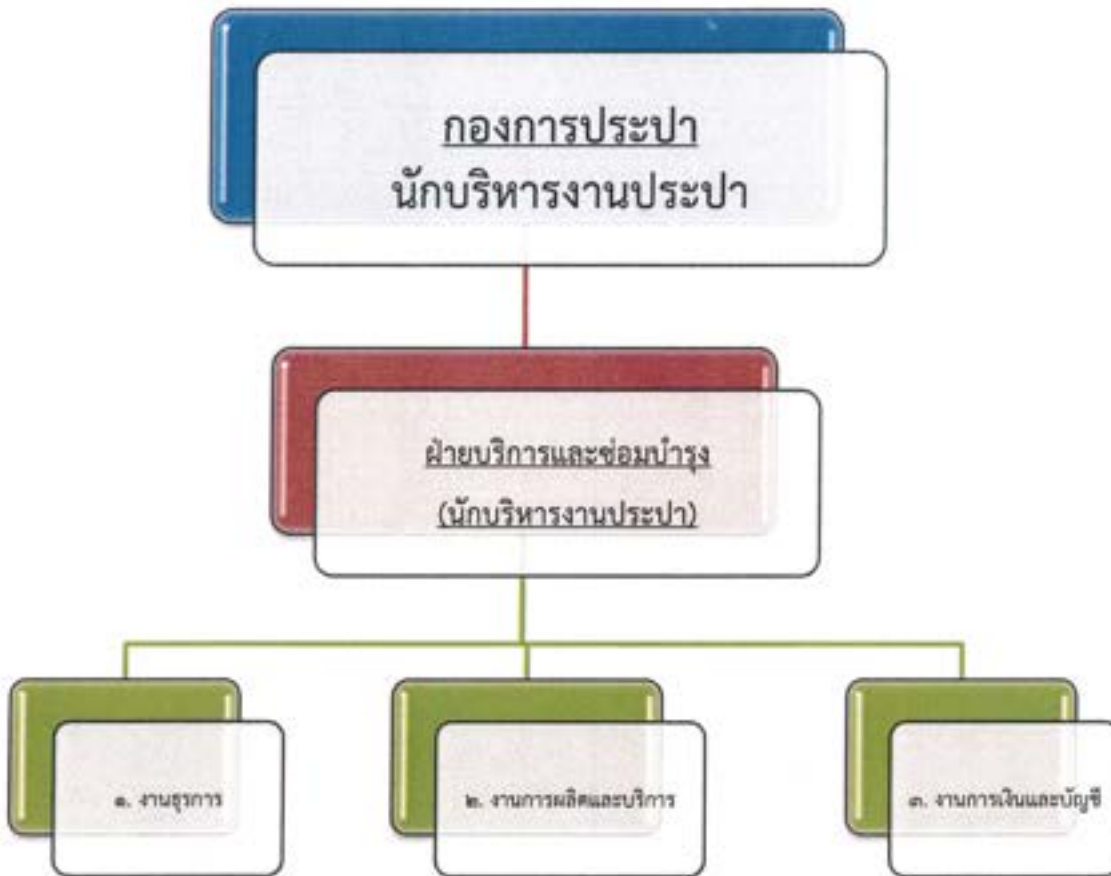 กองการประปา
นักบริหารงานประปา
ฝ่ายบริการและซ่อมบำรุง
(นักบริหารงานประปา)
๑. งานธุรการ
๒. งานการผลิตและบริการ
๓. งานการเงินและบัญชี